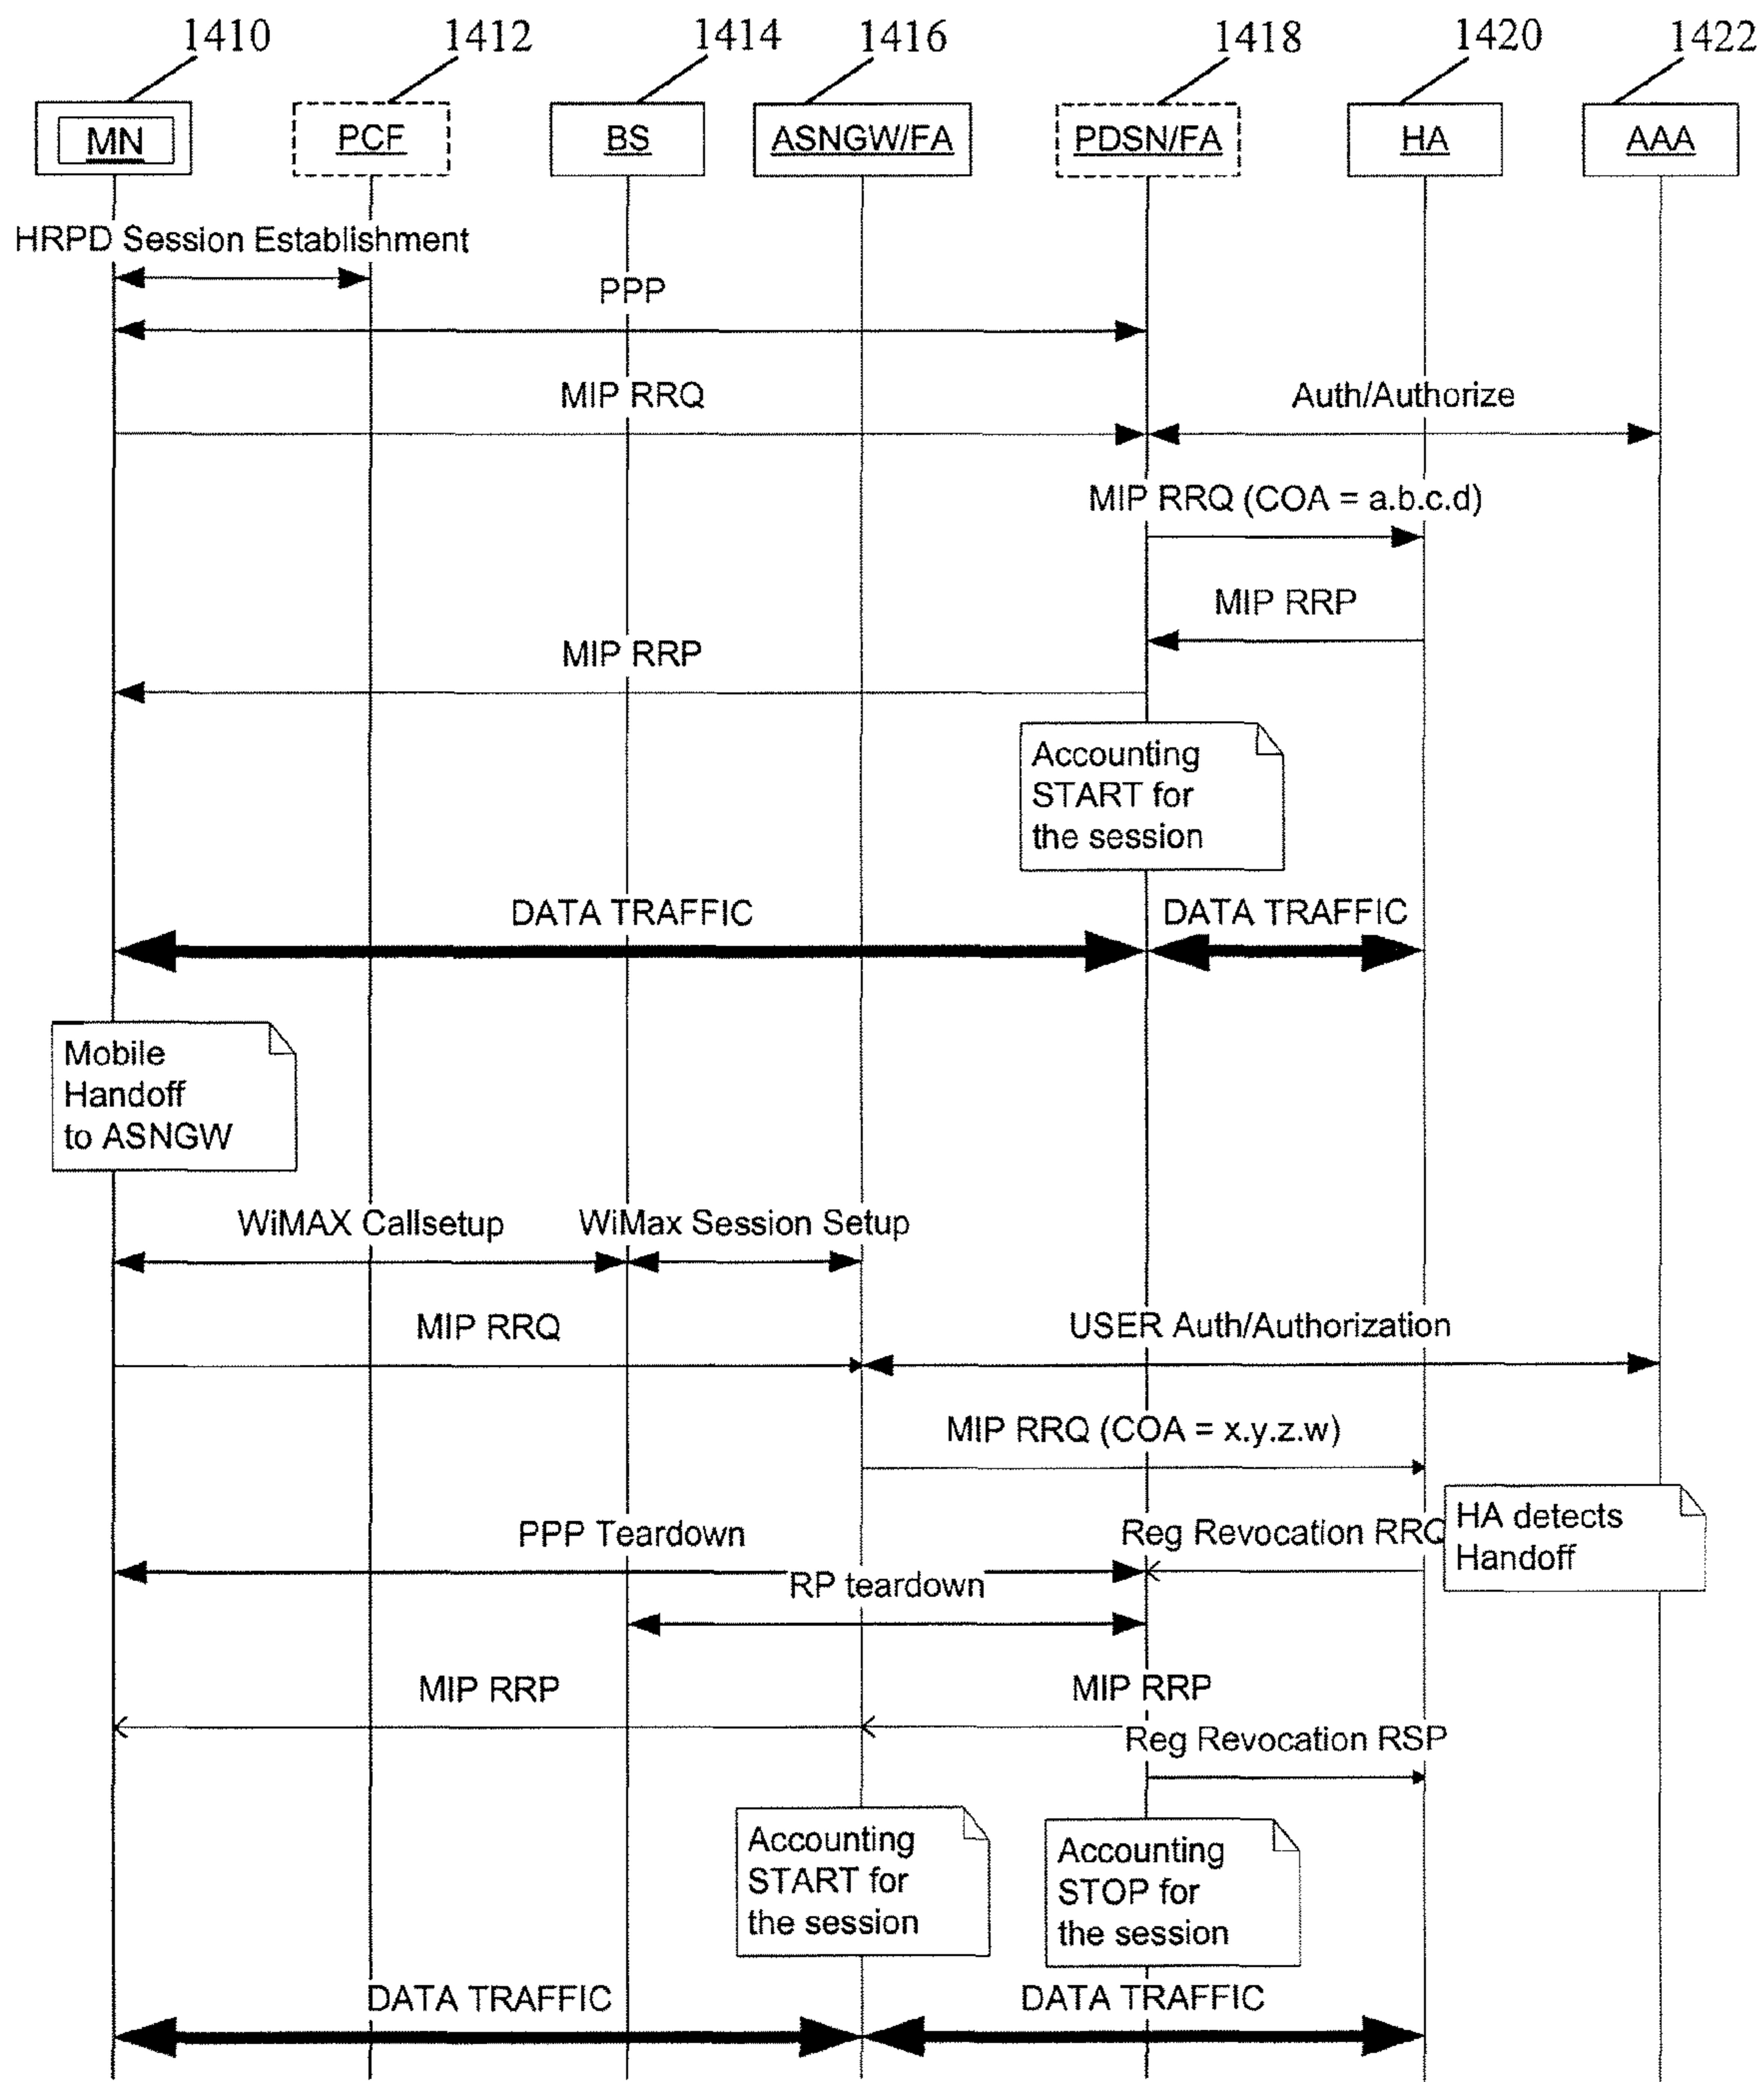 1410 1412 1414 1416 1418 1420 1422
MN PCF BS ASNGW/FA PDSN/FA HA AAA
HRPD Session Establishment
PPP
MIP RRQ Auth/Authorize
MIP RRQ (COA = a.b.c.d)
MIP RRP
MIP RRP
Accounting
START for
the session
DATA TRAFFIC DATA TRAFFIC
Mobile
Handoff
to ASNGW
WiMAX Callsetup WiMax Session Setup
MIP RRQ USER Auth/Authorization
MIP RRQ (COA = x.y.z.w)
HA detects
Handoff
PPP Teardown Reg Revocation RRQ
RP teardown
MIP RRP MIP RRP
Reg Revocation RSP
Accounting
START for
the session
Accounting
STOP for
the session
DATA TRAFFIC DATA TRAFFIC